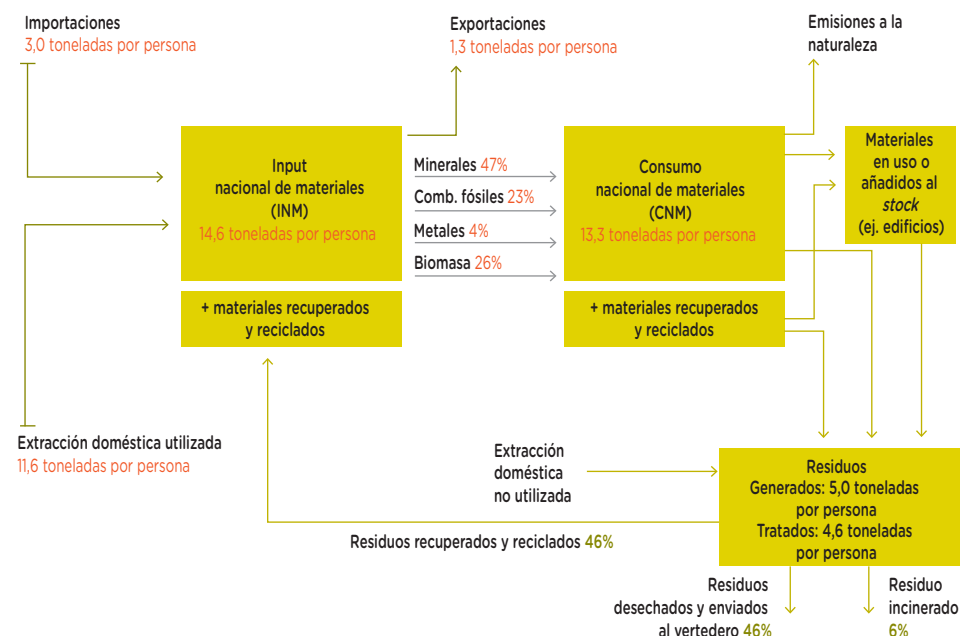 Importaciones
3,0 toneladas por persona
Exportaciones
1,3 toneladas por persona
Emisiones a la
naturaleza
Input
nacional de materiales
(INM)
14,6 toneladas por persona
Minerales 47%
Comb. fósiles 23%
Metales 4%
Biomasa 26%
Consumo
nacional de materiales
(CNM)
13,3 toneladas por persona
Materiales
en uso o
añadidos al
stock
(ej. edificios)
+ materiales recuperados
y reciclados
+ materiales recuperados
y reciclados
Extracción doméstica utilizada
11,6 toneladas por persona
Extracción
doméstica
no utilizada
Residuos
Generados: 5,0 toneladas
por persona
Tratados: 4,6 toneladas
por persona
Residuos recuperados y reciclados 46%
Residuos
desechados y enviados
al vertedero 46%
Residuo
incinerado
6%